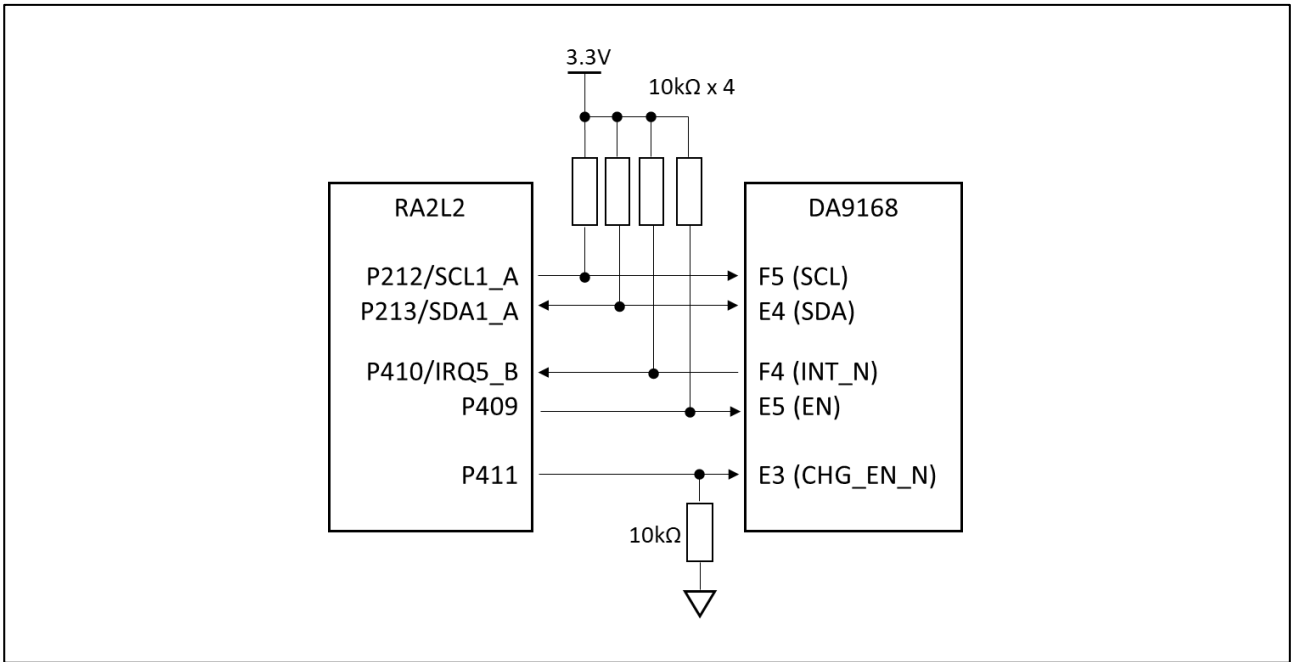 3.3V
10kΩ x 4
RA2L2
DA9168
P212/SCL1_A
F5 (SCL)
P213/SDA1_A
E4 (SDA)
P410/IRQ5_B
F4 (INT_N)
P409
E5 (EN)
P411
E3 (CHG_EN_N)
10kΩ